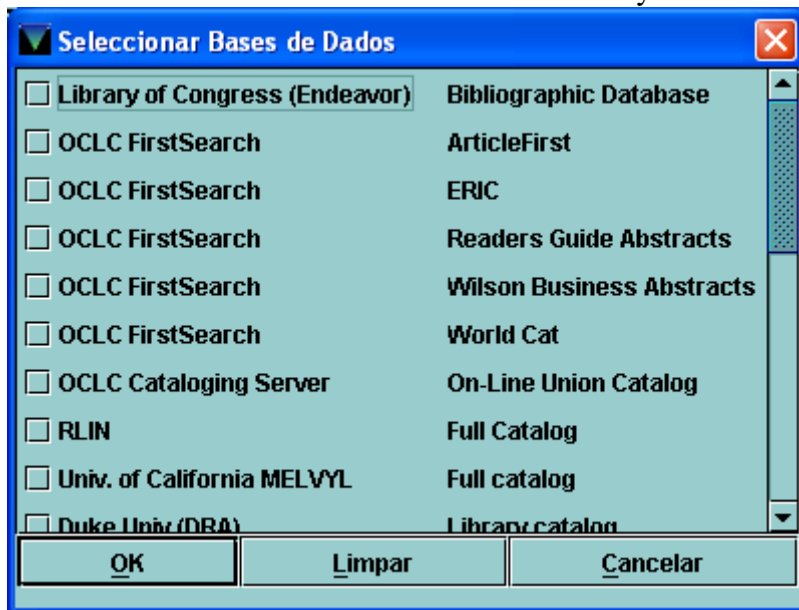 Seleccionar Bases de Dados
Library of Congress (Endeavor) Bibliographic Database
OCLC FirstSearch ArticleFirst
OCLC FirstSearch ERIC
OCLC FirstSearch Readers Guide Abstracts
OCLC FirstSearch Wilson Business Abstracts
OCLC FirstSearch World Cat
OCLC Cataloging Server On-Line Union Catalog
RLIN Full Catalog
Univ. of California MELVYL Full catalog
Duke Univ (DRA) Library catalog
OK Limpar Cancelar